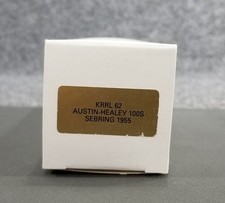 KRRL 62
AUSTIN-HEALEY 100S
SEBRING 1955